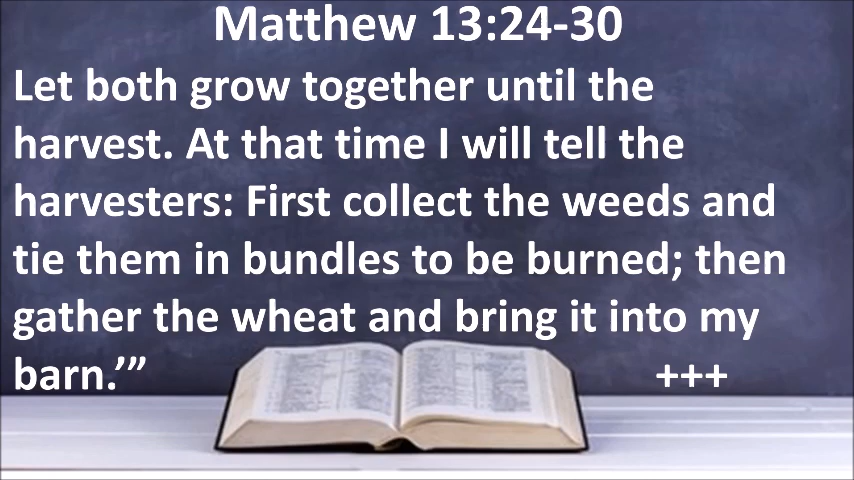 Matthew 13:24-30
Let both grow together until the
harvest. At that time I will tell the
harvesters: First collect the weeds and
tie them in bundles to be burned; then
gather the wheat and bring it into my
barn.’” +++